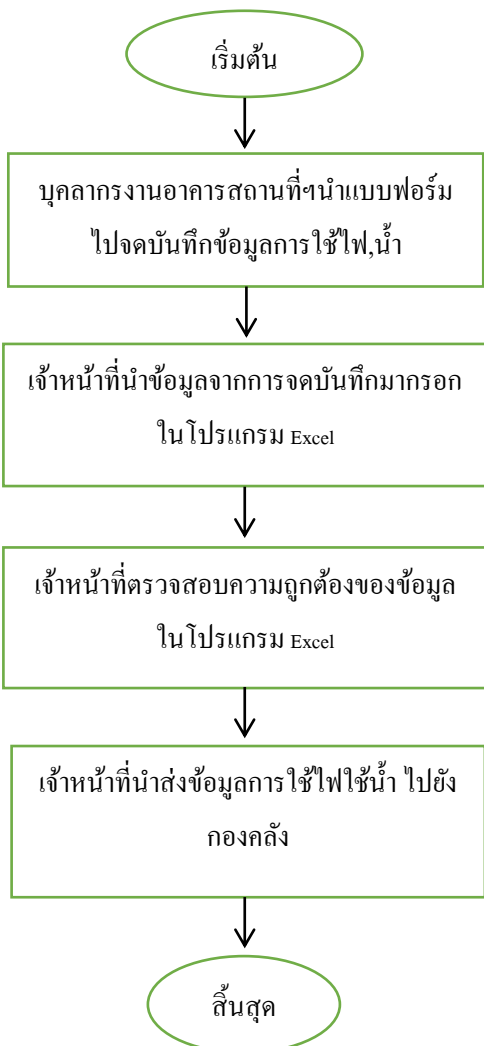 เริ่มต้น
บุคลากรงานอาคารสถานที่ฯนำแบบฟอร์ม
ไปจดบันทึกข้อมูลการใช้ไฟ,น้ำ
เจ้าหน้าที่นำข้อมูลจากการจดบันทึกมากรอก
ในโปรแกรม Excel
เจ้าหน้าที่ตรวจสอบความถูกต้องของข้อมูล
ในโปรแกรม Excel
เจ้าหน้าที่นำส่งข้อมูลการใช้ไฟใช้น้ำ ไปยัง
กองคลัง
สิ้นสุด